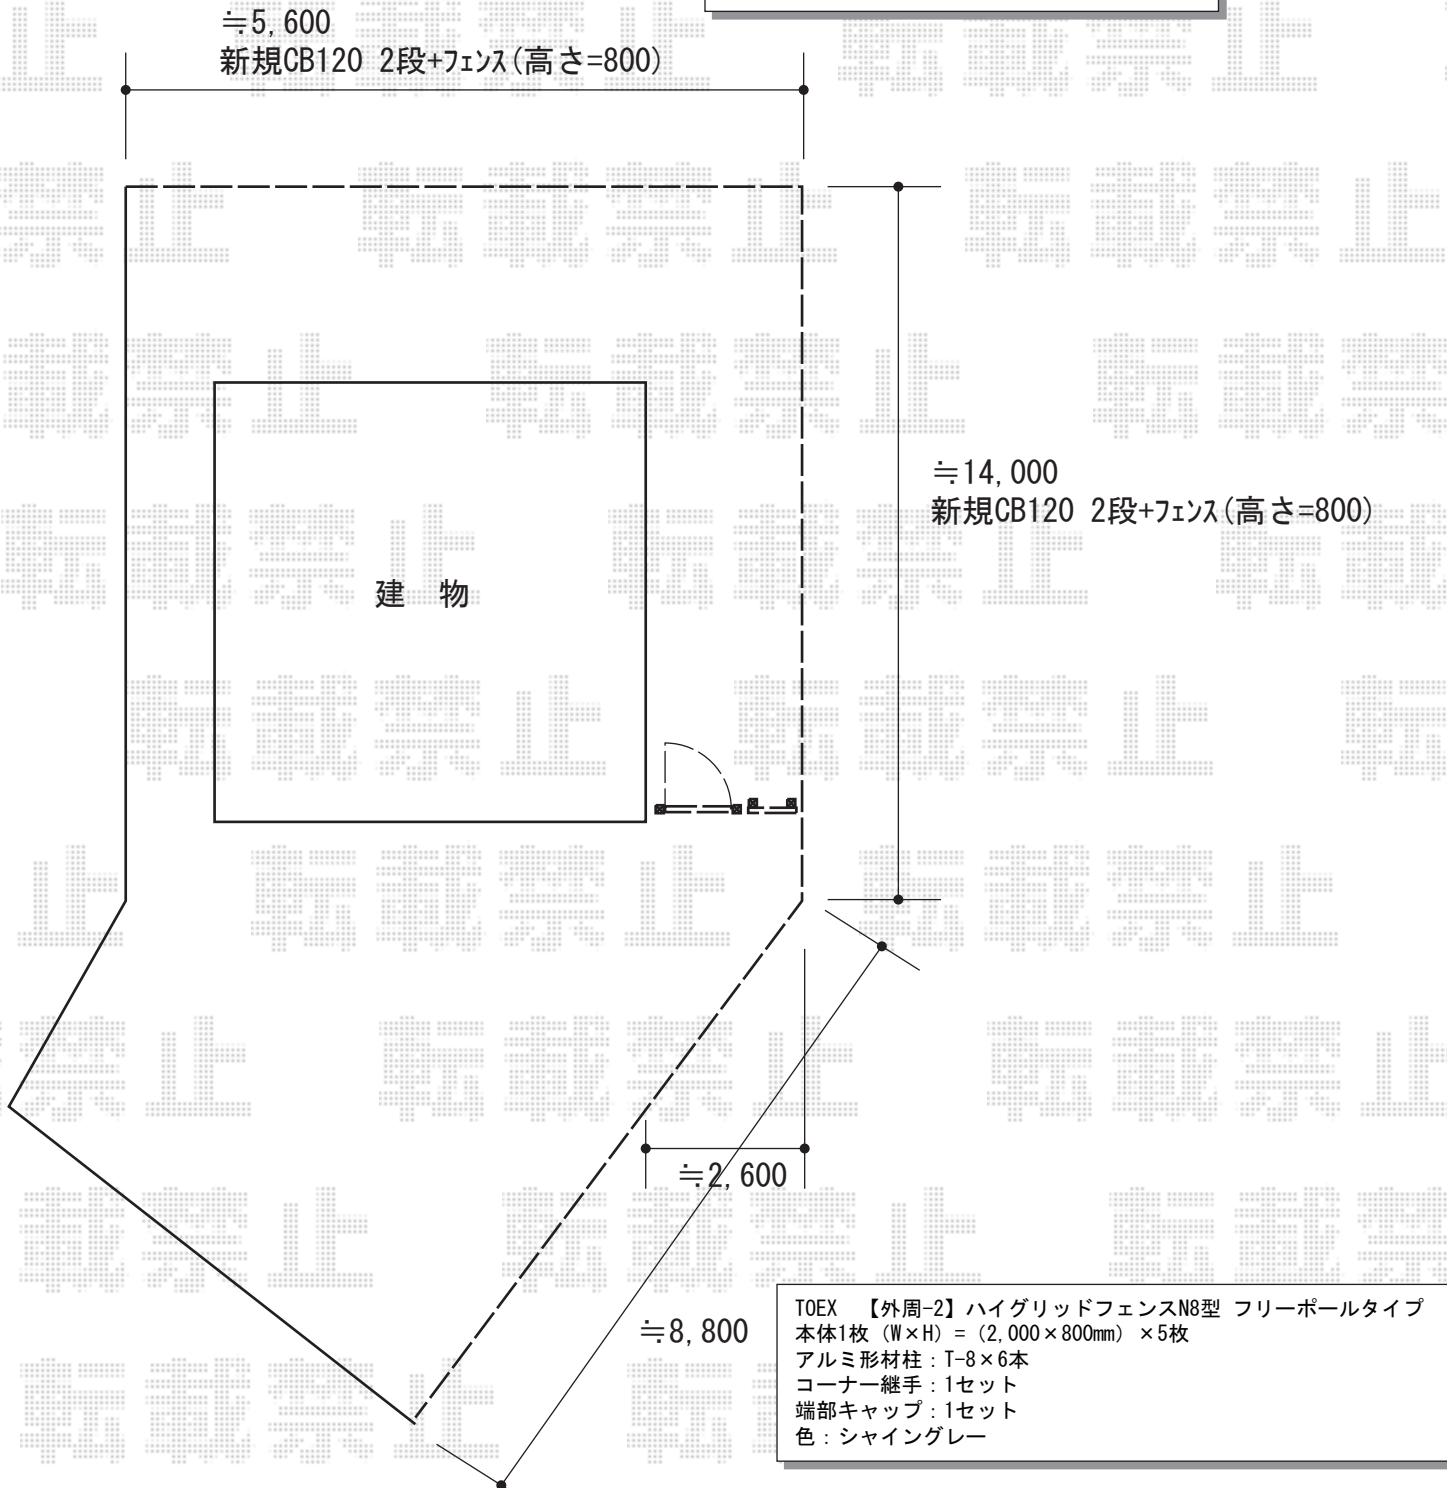 ≒5,600
新規CB120 2段+フェンス(高さ=800)
≒14,000
新規CB120 2段+フェンス(高さ=800)
建 物
≒2,600
≒8,800
TOEX 【外周-2】ハイグリッドフェンスN8型 フリーポールタイプ
本体1枚 (W×H) = (2,000×800mm) ×5枚
アルミ形材柱:T-8×6本
コーナー継手:1セット
端部キャップ:1セット
色:シャイングレー
転載禁止